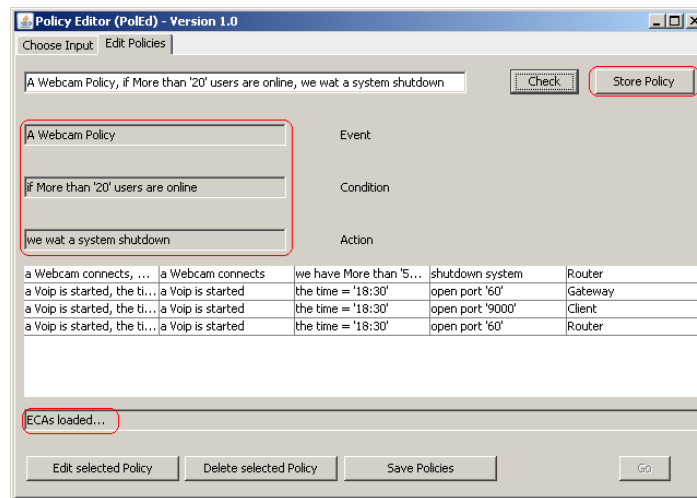 Policy Editor (PolEd) - Version 1.0
Choose Input Edit Policies
A Webcam Policy, if More than '20' users are online, we wat a system shutdown Check Store Policy
A Webcam Policy Event
if More than '20' users are online Condition
we wat a system shutdown Action
a Webcam connects, ... a Webcam connects we have More than '5... shutdown system Router
a Voip is started, the ti... a Voip is started the time = '18:30' open port '60' Gateway
a Voip is started, the ti... a Voip is started the time = '18:30' open port '9000' Client
a Voip is started, the ti... a Voip is started the time = '18:30' open port '60' Router
ECAs loaded...
Edit selected Policy Delete selected Policy Save Policies Go